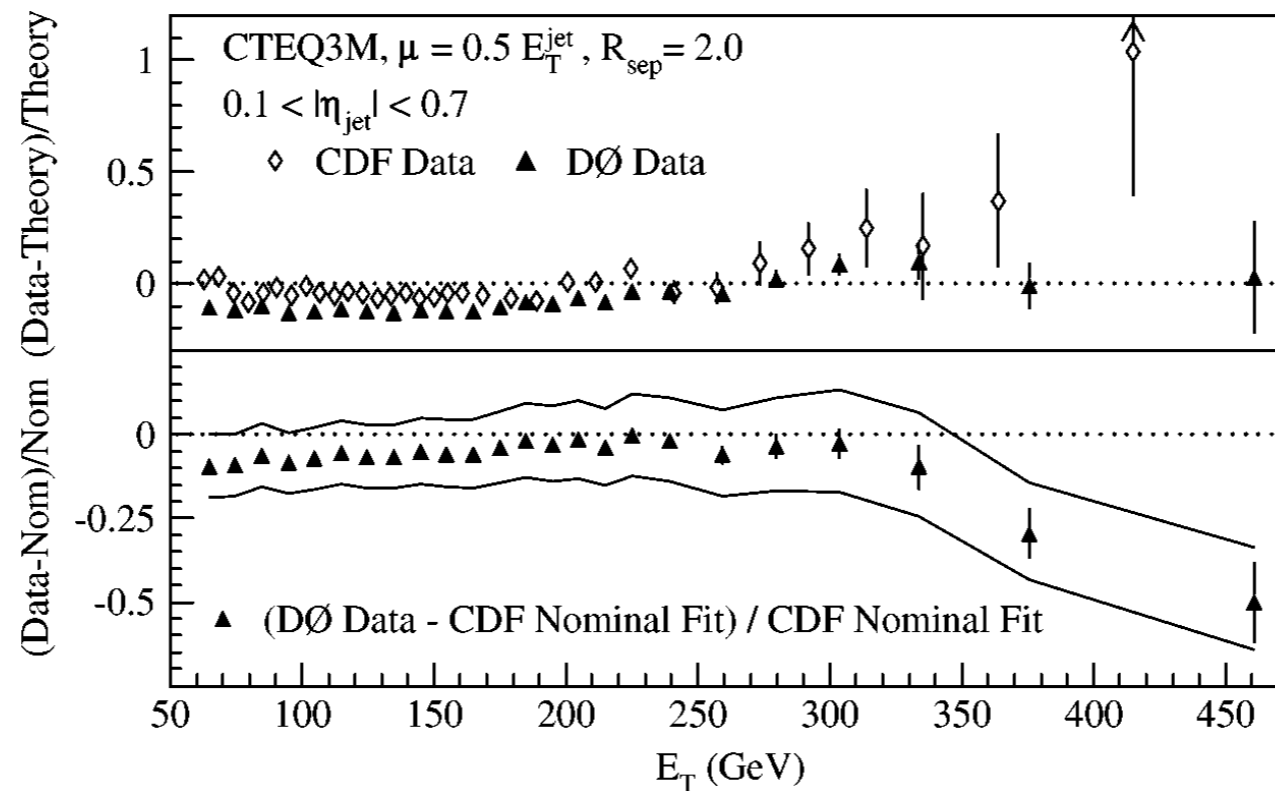 CTEQ3M, μ = 0.5 E_T^jet, R_sep= 2.0
0.1 < |η_jet| < 0.7
CDF Data DØ Data
(Data-Theory)/Theory
1
0.5
0
(Data-Nom)/Nom
0
-0.25
-0.5
(DØ Data - CDF Nominal Fit) / CDF Nominal Fit
50 100 150 200 250 300 350 400 450
E_T (GeV)